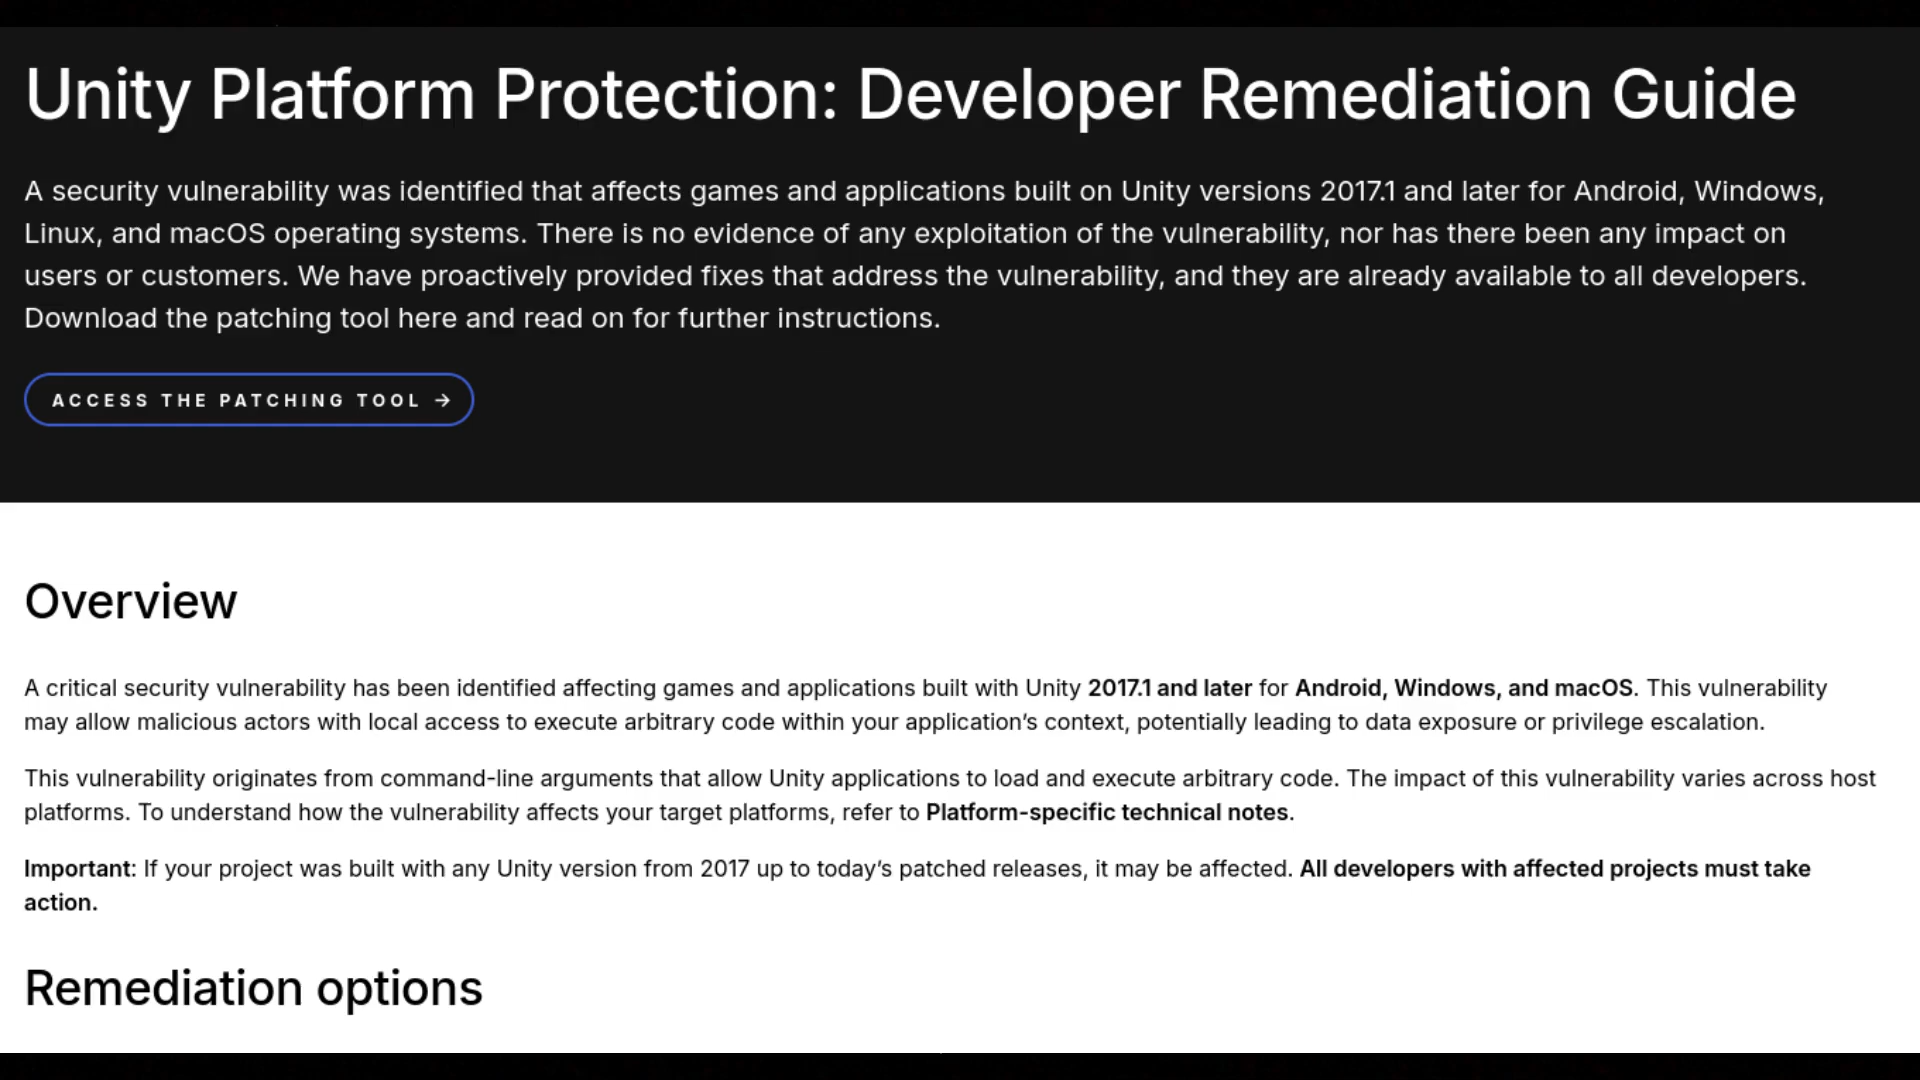 Unity Platform Protection: Developer Remediation Guide
A security vulnerability was identified that affects games and applications built on Unity versions 2017.1 and later for Android, Windows,
Linux, and macOS operating systems. There is no evidence of any exploitation of the vulnerability, nor has there been any impact on
users or customers. We have proactively provided fixes that address the vulnerability, and they are already available to all developers.
Download the patching tool here and read on for further instructions.
ACCESS THE PATCHING TOOL →
Overview
A critical security vulnerability has been identified affecting games and applications built with Unity 2017.1 and later for Android, Windows, and macOS. This vulnerability
may allow malicious actors with local access to execute arbitrary code within your application’s context, potentially leading to data exposure or privilege escalation.
This vulnerability originates from command-line arguments that allow Unity applications to load and execute arbitrary code. The impact of this vulnerability varies across host
platforms. To understand how the vulnerability affects your target platforms, refer to Platform-specific technical notes.
Important: If your project was built with any Unity version from 2017 up to today’s patched releases, it may be affected. All developers with affected projects must take
action.
Remediation options